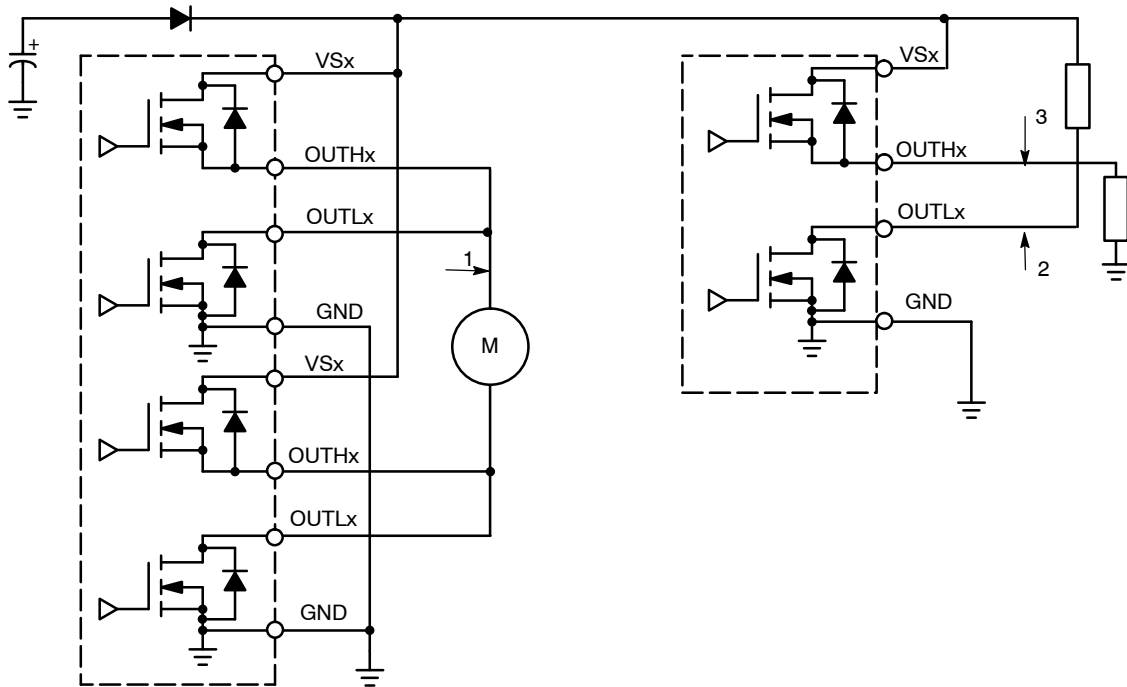 +
VSx
OUTHx
OUTLx
1
GND
VSx
M
OUTHx
OUTLx
GND
VSx
3
OUTHx
OUTLx
2
GND